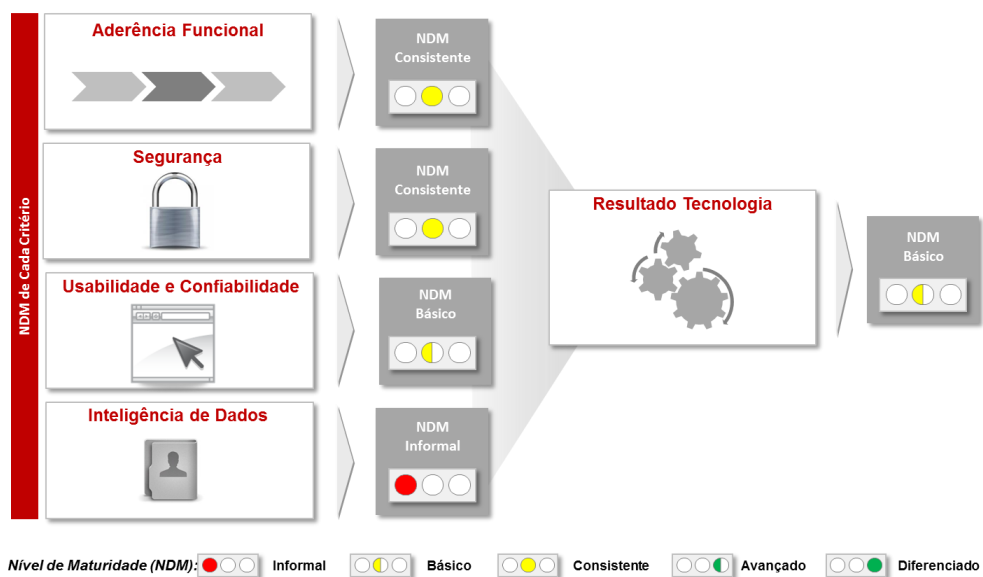 NDM de Cada Critério
Aderência Funcional
NDM
Consistente
Segurança
NDM
Consistente
Usabilidade e Confiabilidade
NDM
Básico
Inteligência de Dados
NDM
Informal
Resultado Tecnologia
NDM
Básico
Nível de Maturidade (NDM): Informal Básico Consistente Avançado Diferenciado